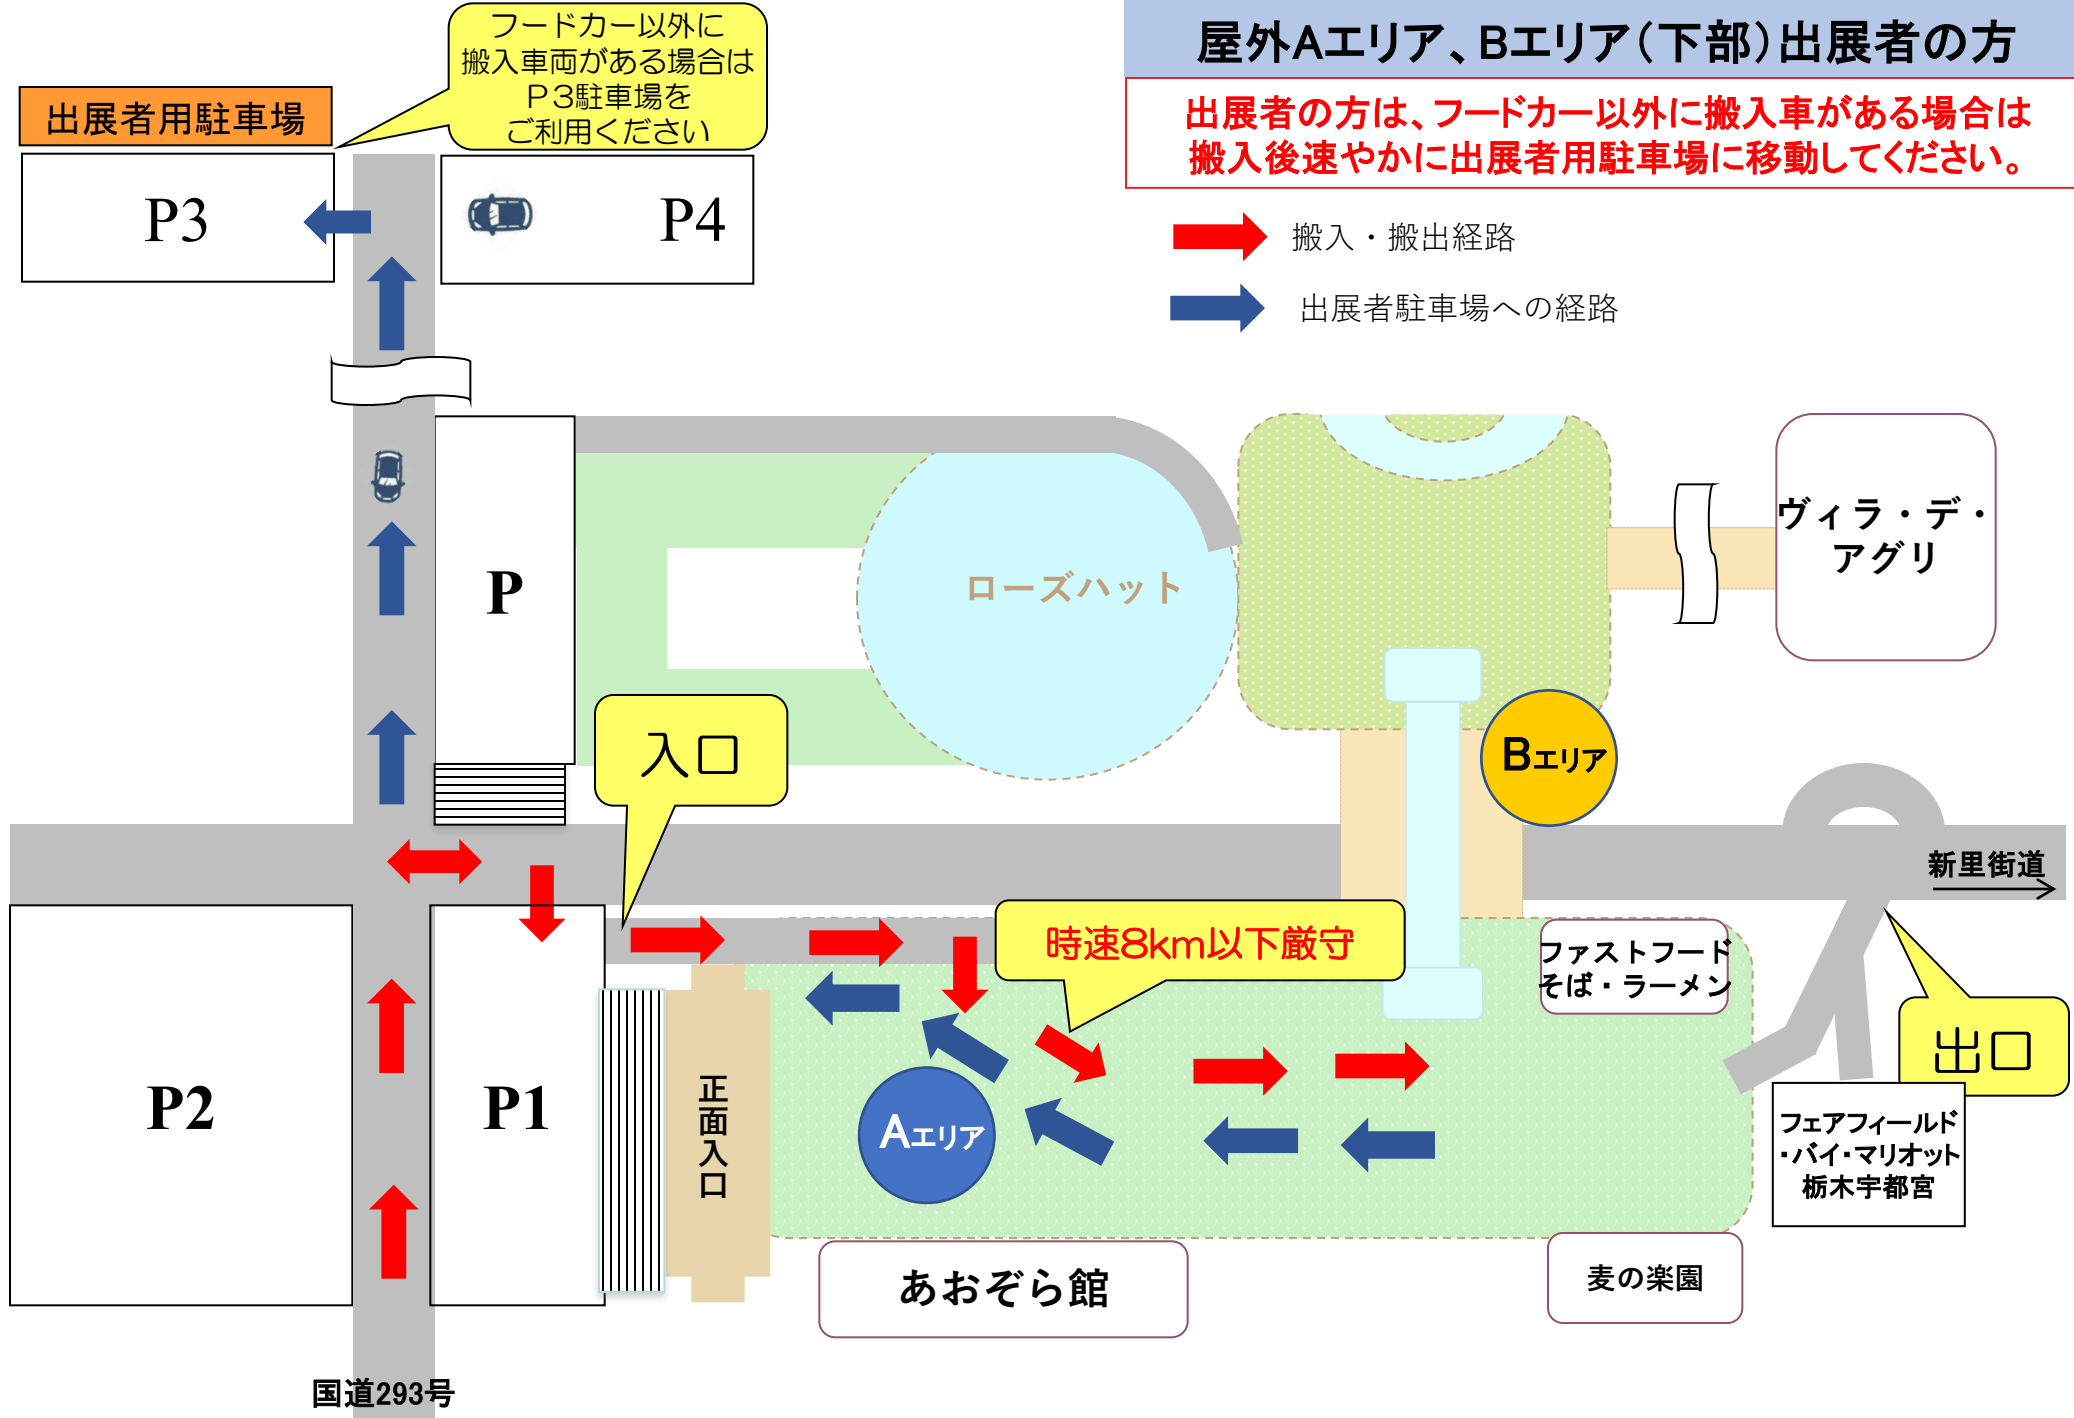 フードカー以外に
搬入車両がある場合は
P3駐車場を
ご利用ください
屋外Aエリア、Bエリア（下部）出展者の方
出展者の方は、フードカー以外に搬入車がある場合は
搬入後速やかに出展者用駐車場に移動してください。
出展者用駐車場
P3
P4
搬入・搬出経路
出展者駐車場への経路
P
ローズハット
ヴィラ・デ・
アグリ
入口
Bエリア
新里街道
時速8km以下厳守
ファストフード
そば・ラーメン
出口
P2
P1
正面入口
Aエリア
フェアフィールド
・バイ・マリオット
栃木宇都宮
あおぞら館
麦の楽園
国道293号